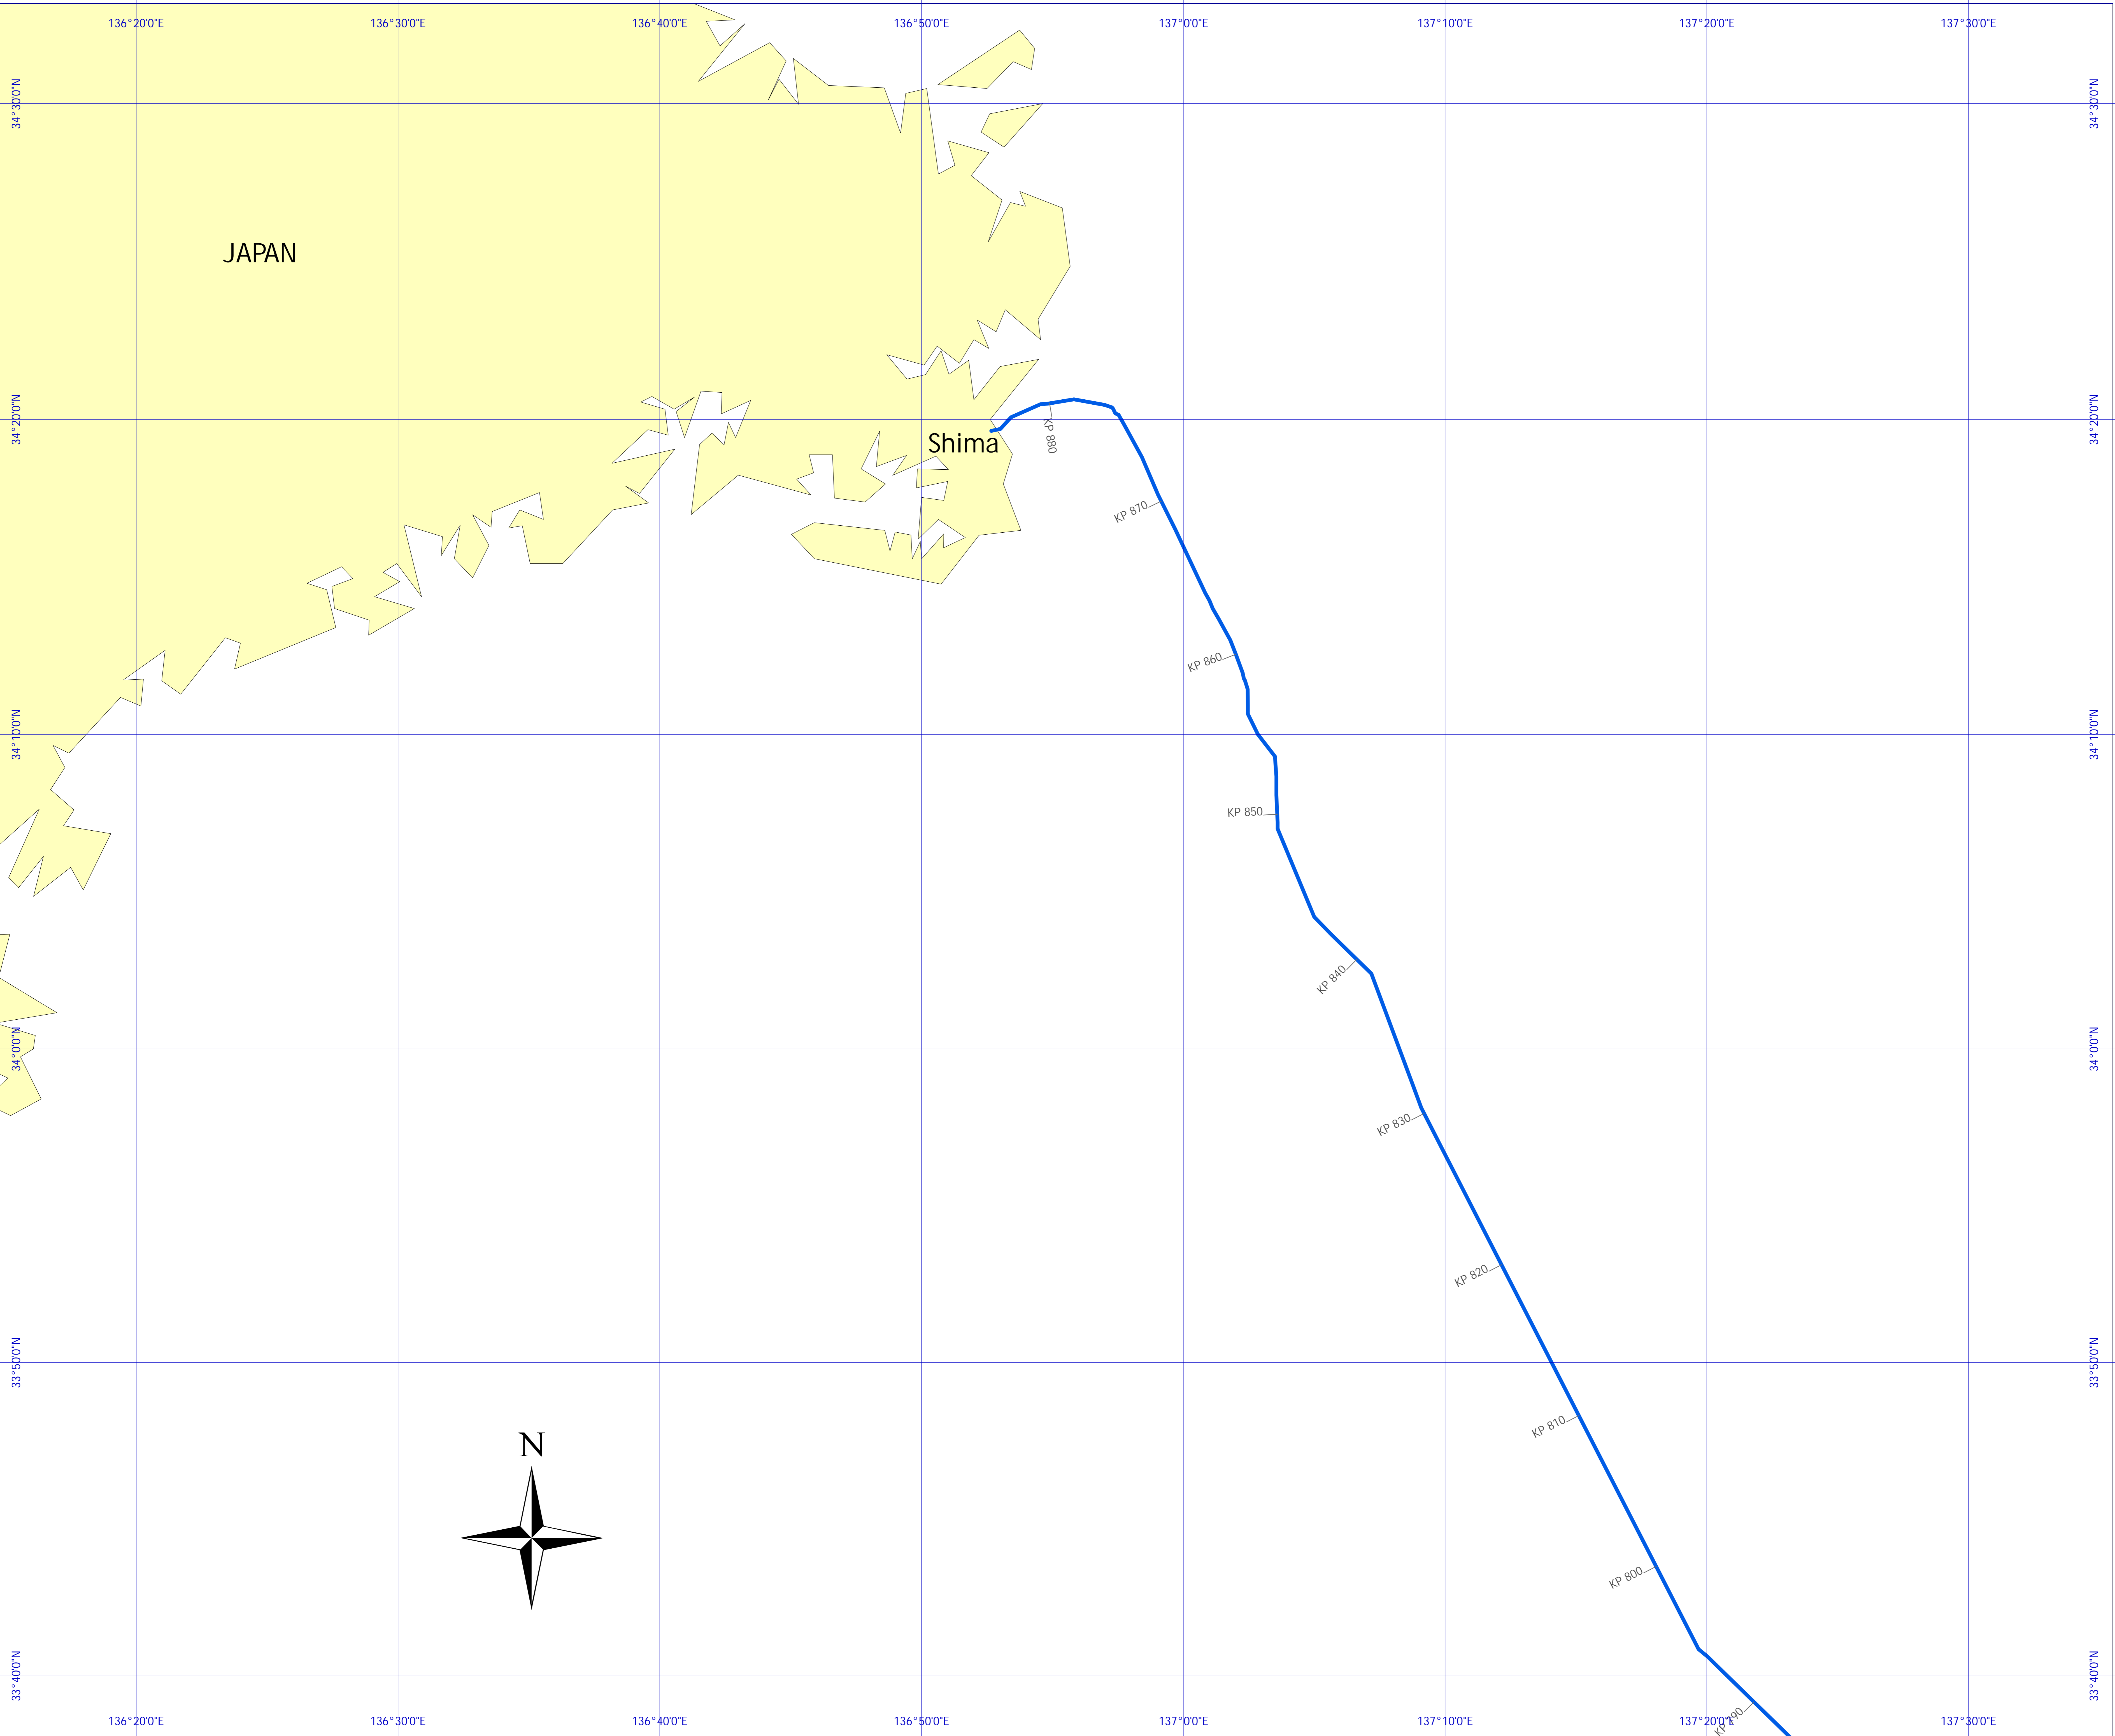 136°20'0"E 136°30'0"E 136°40'0"E 136°50'0"E 137°0'0"E 137°10'0"E 137°20'0"E 137°30'0"E
34°30'0"N 34°30'0"N
JAPAN
34°20'0"N 34°20'0"N
Shima
KP 880
KP 870
KP 860
34°10'0"N 34°10'0"N
KP 850
KP 840
34°0'0"N 34°0'0"N
KP 830
KP 820
33°50'0"N 33°50'0"N
KP 810
N
KP 800
33°40'0"N 33°40'0"N
KP 790
136°20'0"E 136°30'0"E 136°40'0"E 136°50'0"E 137°0'0"E 137°10'0"E 137°20'0"E 137°30'0"E